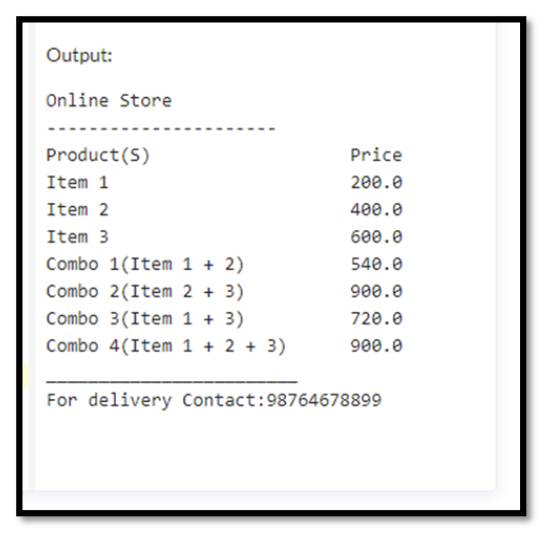 Output:
Online Store
----------------------
Product(S) Price
Item 1 200.0
Item 2 400.0
Item 3 600.0
Combo 1(Item 1 + 2) 540.0
Combo 2(Item 2 + 3) 900.0
Combo 3(Item 1 + 3) 720.0
Combo 4(Item 1 + 2 + 3) 900.0
________________________
For delivery Contact:98764678899